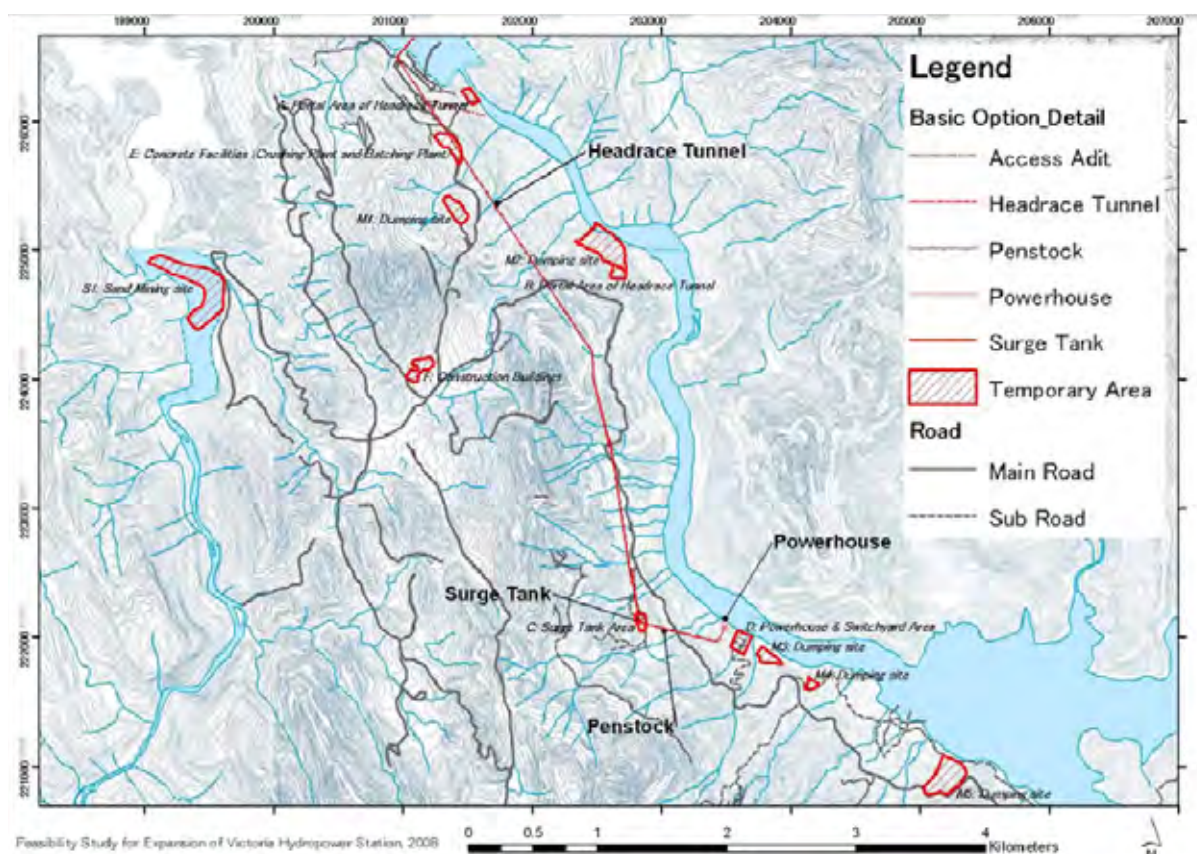 199000 200000 201000 202000 203000 204000 205000 206000 207000
226000
225000
224000
223000
222000
221000
A: Portal Area of Headrace Tunnel
E: Concrete Facilities (Crushing Plant and Batching Plant)
Headrace Tunnel
M1: Dumping site
M2: Dumping site
B: Portal Area of Headrace Tunnel
S1: Sand Mining site
F: Construction Buildings
Powerhouse
Surge Tank
C: Surge Tank Area
D: Powerhouse & Switchyard Area
M3: Dumping site
M4: Dumping site
Penstock
M5: Dumping site
Legend
Basic Option_Detail
Access Adit
Headrace Tunnel
Penstock
Powerhouse
Surge Tank
Temporary Area
Road
Main Road
Sub Road
Feasibility Study for Expansion of Victoria Hydropower Station, 2008
0 0.5 1 2 3 4
Kilometers